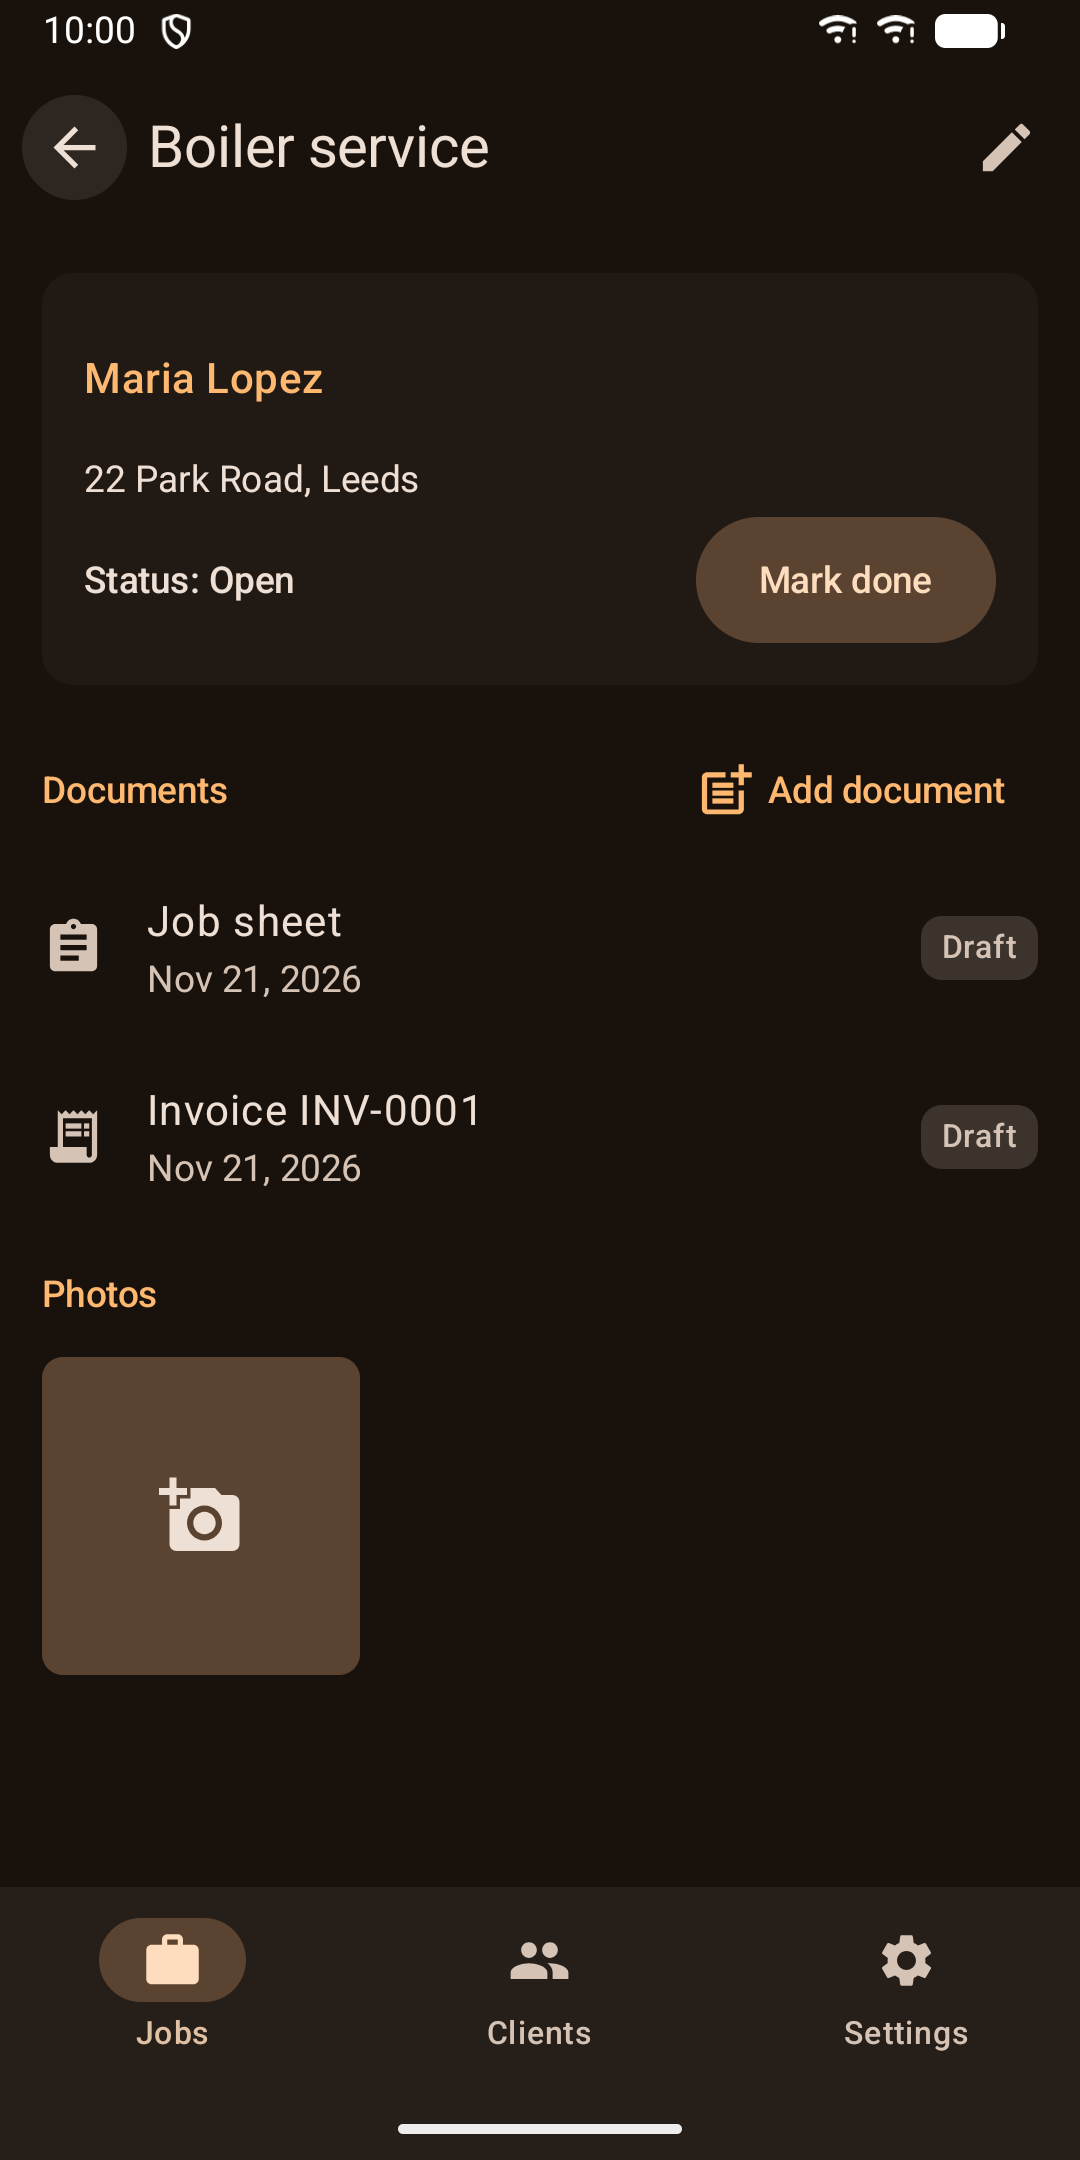 10:00
Boiler service
Maria Lopez
22 Park Road, Leeds
Status: Open
Mark done
Documents
Add document
Job sheet
Nov 21, 2026
Draft
Invoice INV-0001
Nov 21, 2026
Draft
Photos
Jobs
Clients
Settings